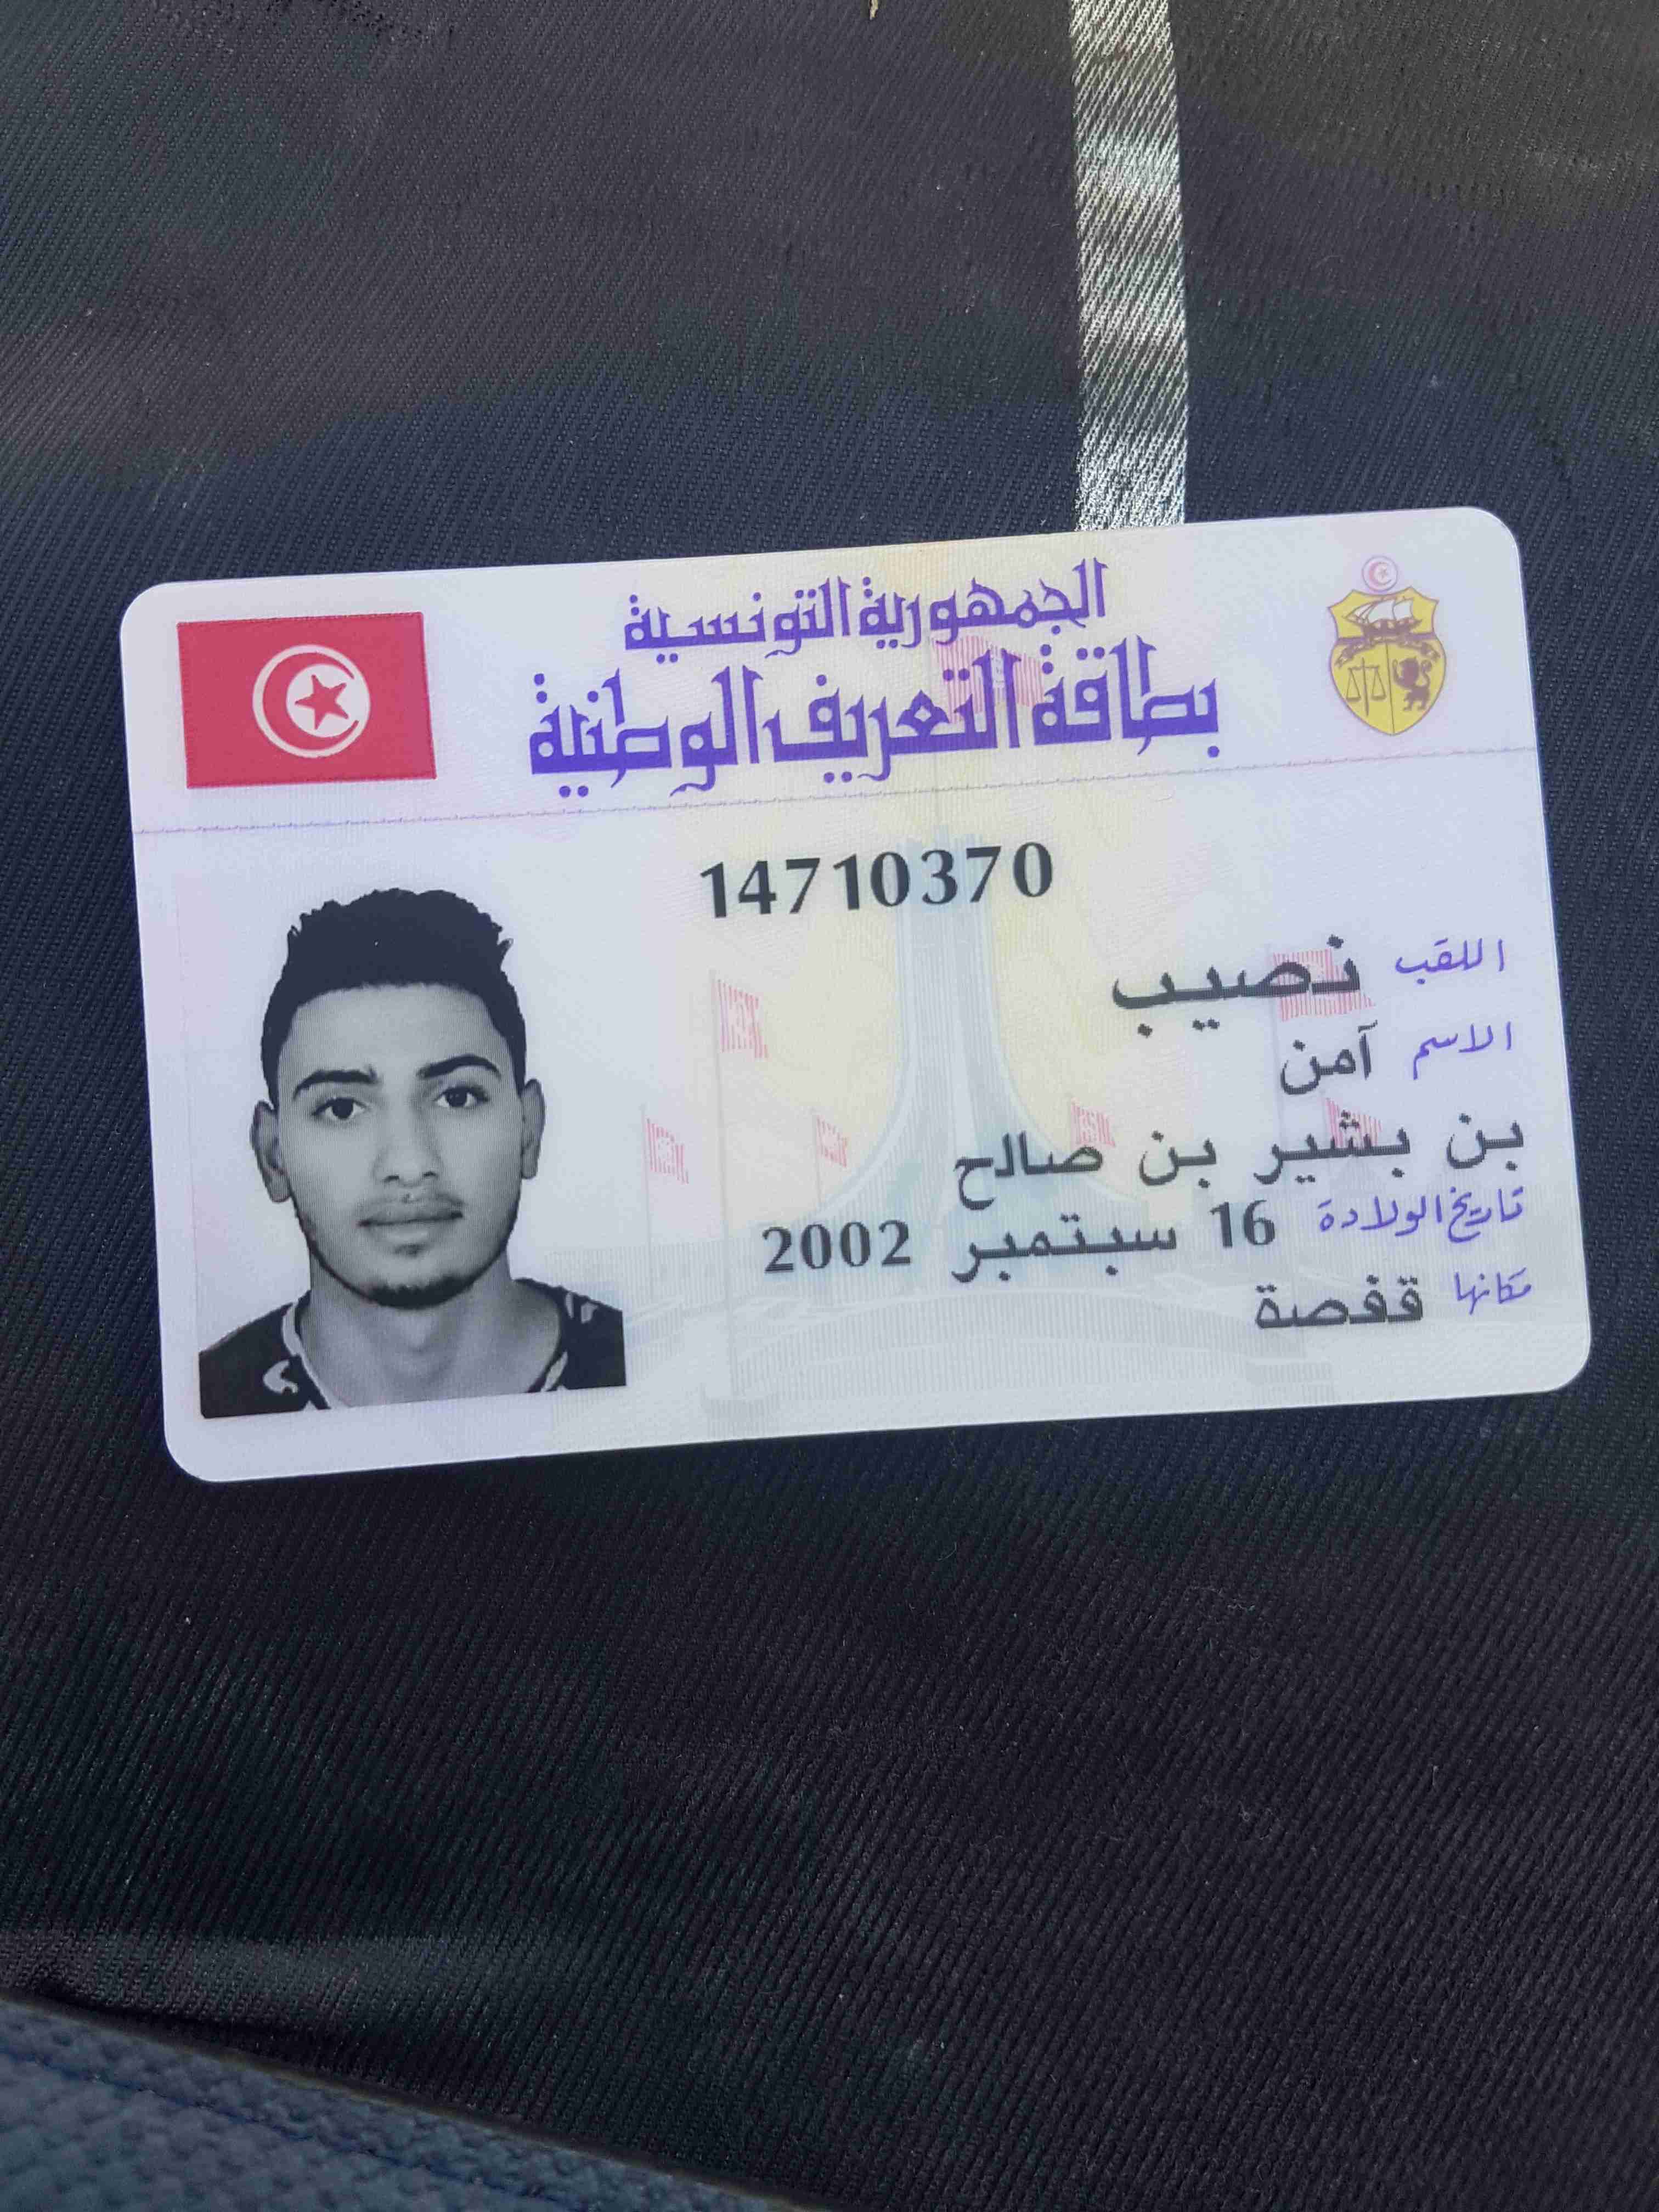 الجمهورية التونسية
بطاقة التعريف الوطنية
14710370
اللقب نصيب
الاسم آمن
بن بشير بن صالح
تاريخ الولادة 16 سبتمبر 2002
مكانها قفصة